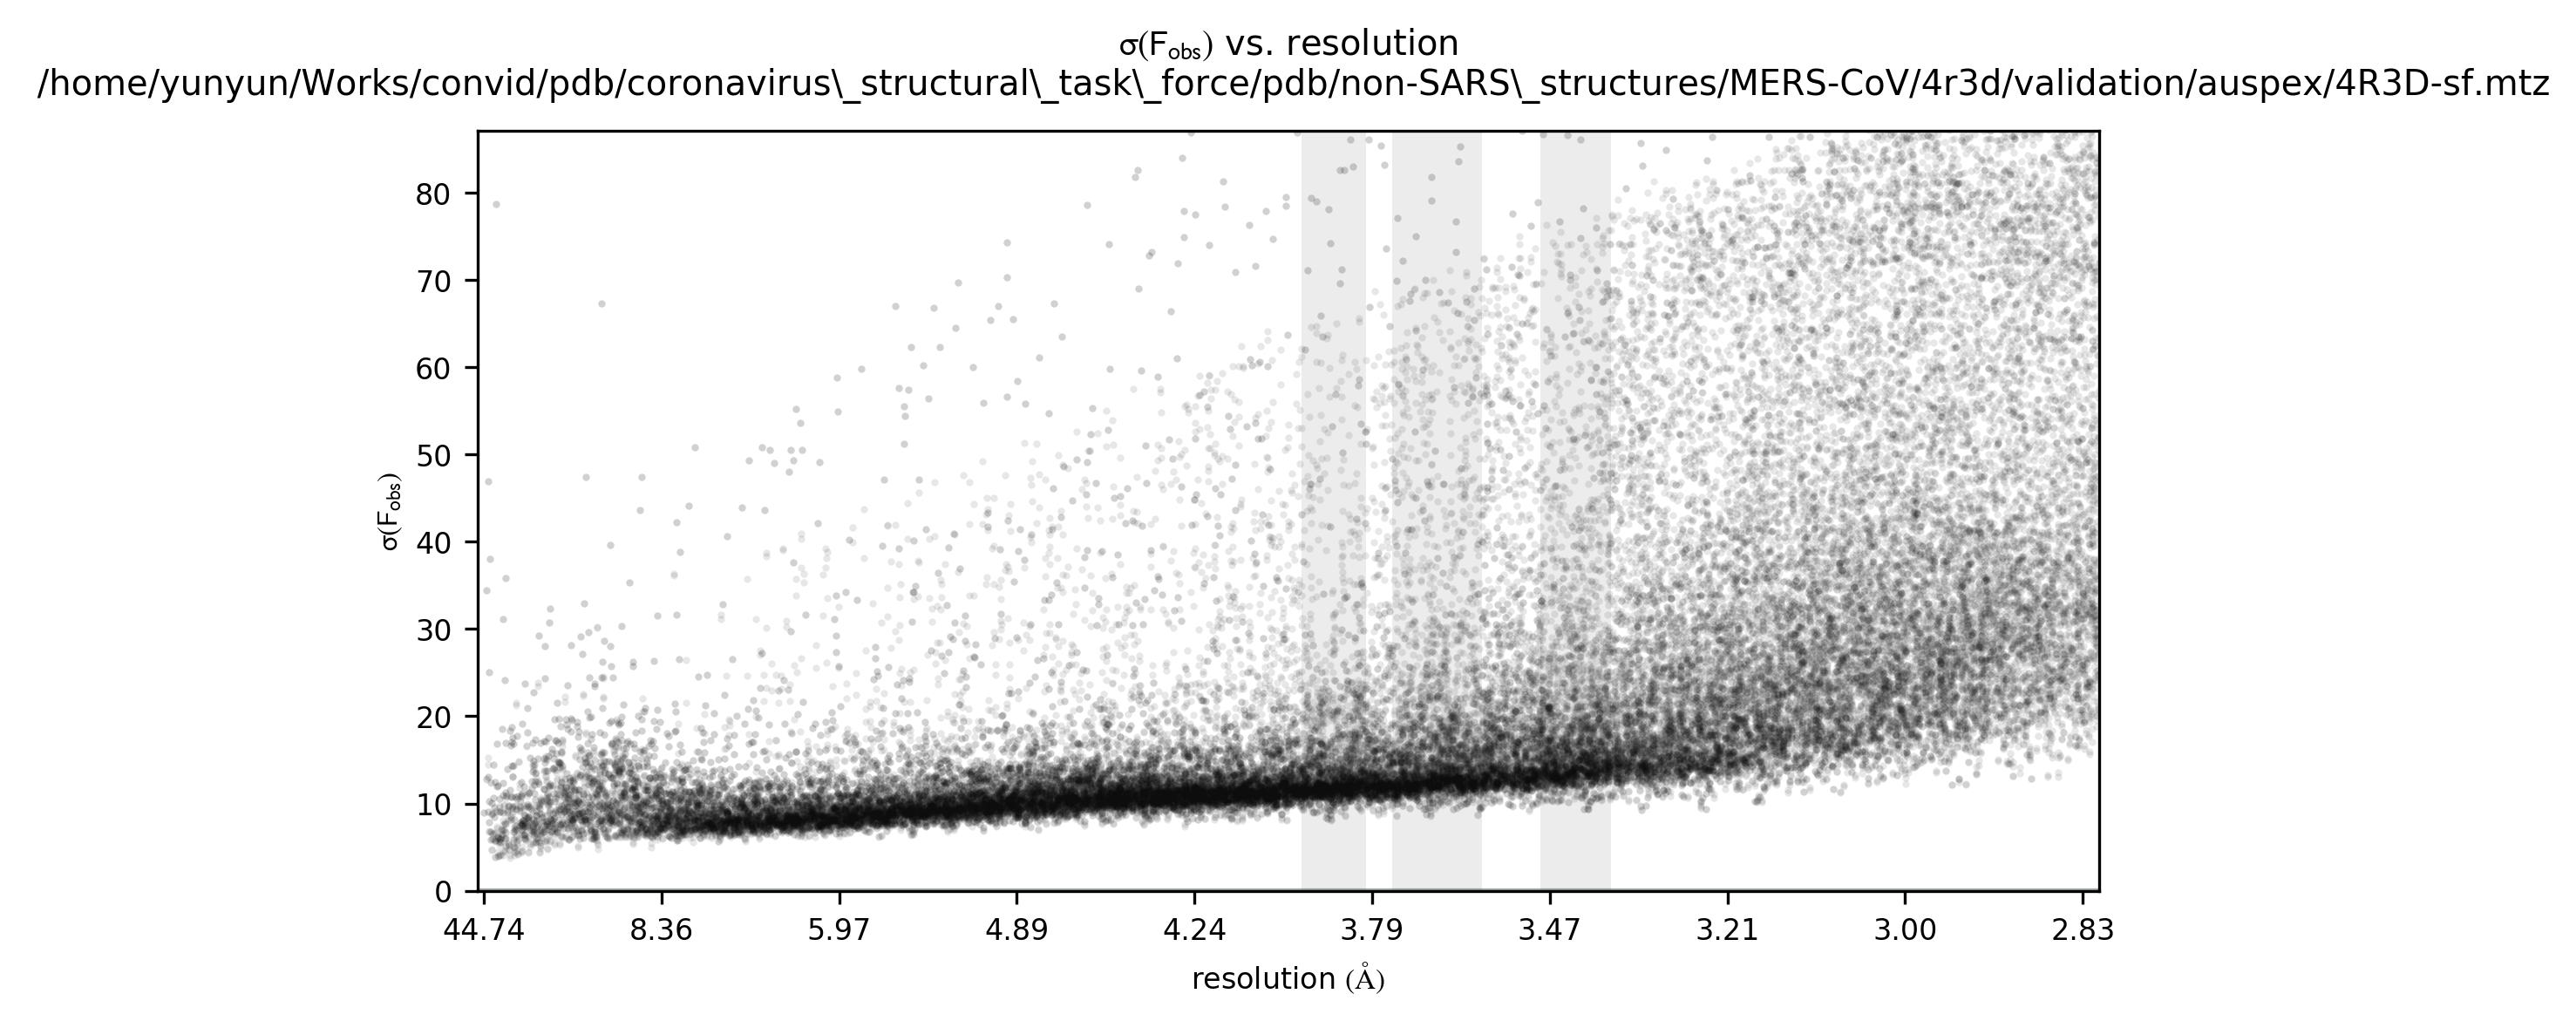 σ(Fobs) vs. resolution
/home/yunyun/Works/convid/pdb/coronavirus\_structural\_task\_force/pdb/non-SARS\_structures/MERS-CoV/4r3d/validation/auspex/4R3D-sf.mtz
80
70
60
50
40
30
20
10
0
σ(Fobs)
44.74 8.36 5.97 4.89 4.24 3.79 3.47 3.21 3.00 2.83
resolution (Å)